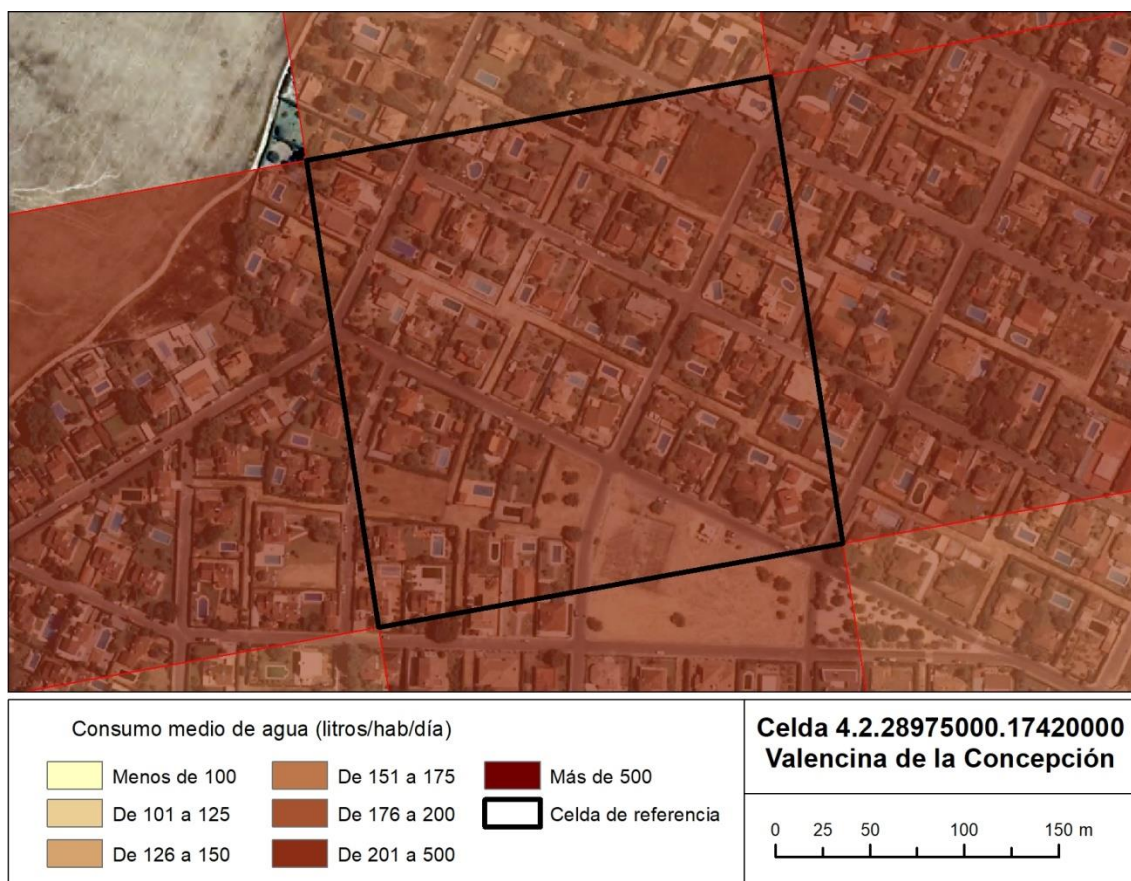 Consumo medio de agua (litros/hab/día)
Menos de 100
De 101 a 125
De 126 a 150
De 151 a 175
De 176 a 200
De 201 a 500
Más de 500
Celda de referencia
Celda 4.2.28975000.17420000
Valencina de la Concepción
0 25 50 100 150 m